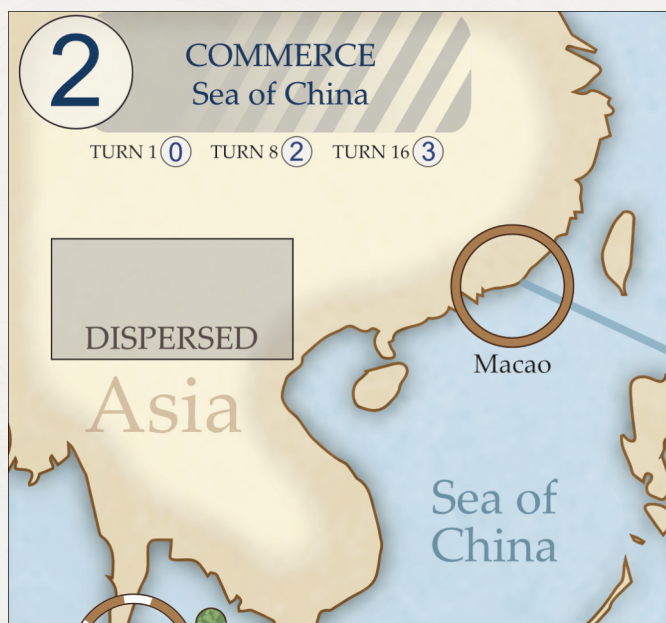 2
COMMERCE
Sea of China
TURN 1 0 TURN 8 2 TURN 16 3
DISPERSED
Asia
Macao
Sea of
China